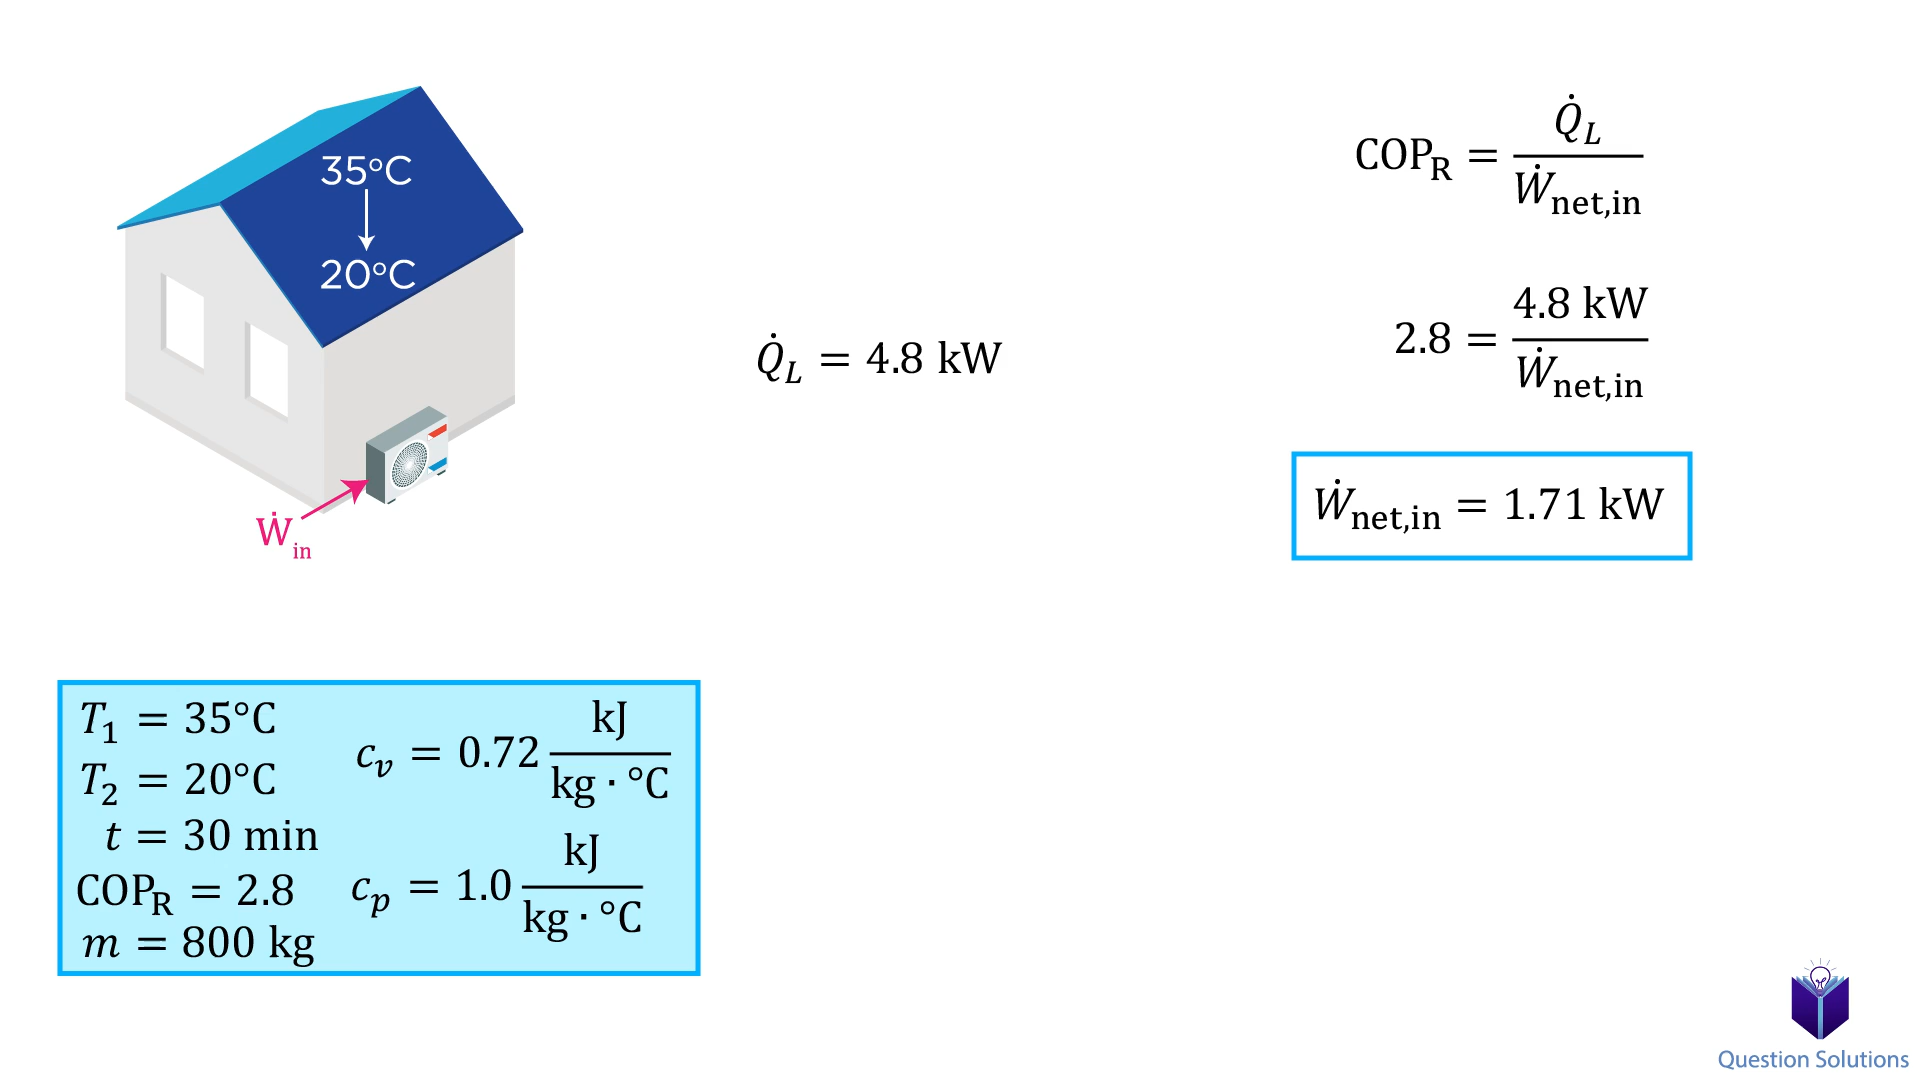 35°C
20°C
Ẇin
Q̇L = 4.8 kW
COPR = Q̇L / Ẇnet,in
2.8 = 4.8 kW / Ẇnet,in
Ẇnet,in = 1.71 kW
T1 = 35°C
T2 = 20°C
t = 30 min
COPR = 2.8
m = 800 kg
cv = 0.72 kJ / kg · °C
cp = 1.0 kJ / kg · °C
Question Solutions